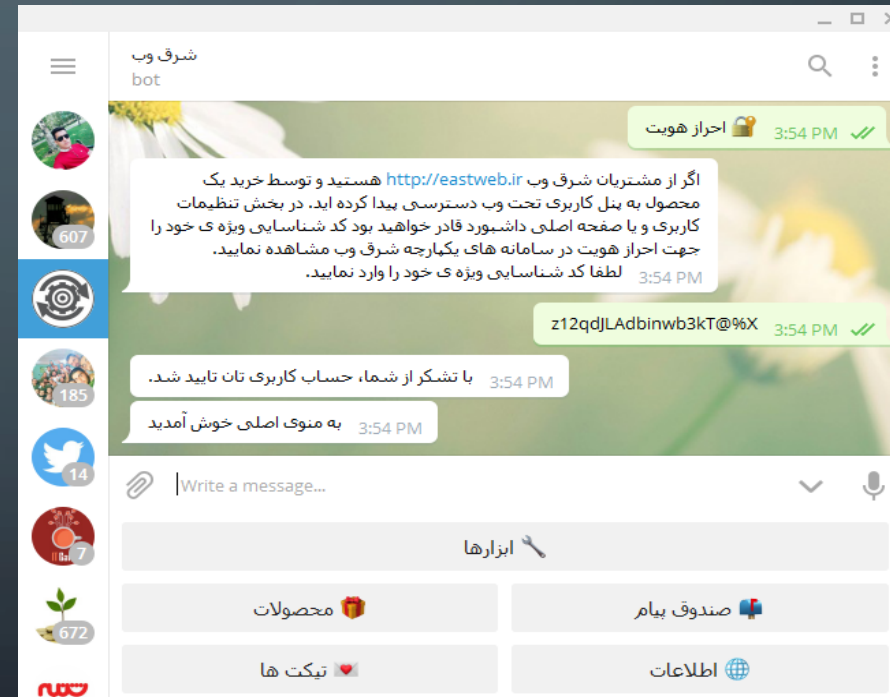 شرق وب
bot
🔐 احراز هویت
3:54 PM
اگر از مشتریان شرق وب http://eastweb.ir هستید و توسط خرید یک
محصول به پنل کاربری تحت وب دسترسی پیدا کرده اید. در بخش تنظیمات
کاربری و یا صفحه اصلی داشبورد قادر خواهید بود کد شناسایی ویژه ی خود را
جهت احراز هویت در سامانه های یکپارچه شرق وب مشاهده نمایید.
لطفا کد شناسایی ویژه ی خود را وارد نمایید.
3:54 PM
z12qdJLAdbinwb3kT@%X
3:54 PM
با تشکر از شما، حساب کاربری تان تایید شد.
3:54 PM
به منوی اصلی خوش آمدید
3:54 PM
Write a message...
🔧 ابزارها
🎁 محصولات
📫 صندوق پیام
💌 تیکت ها
🌐 اطلاعات
607
185
14
7
672